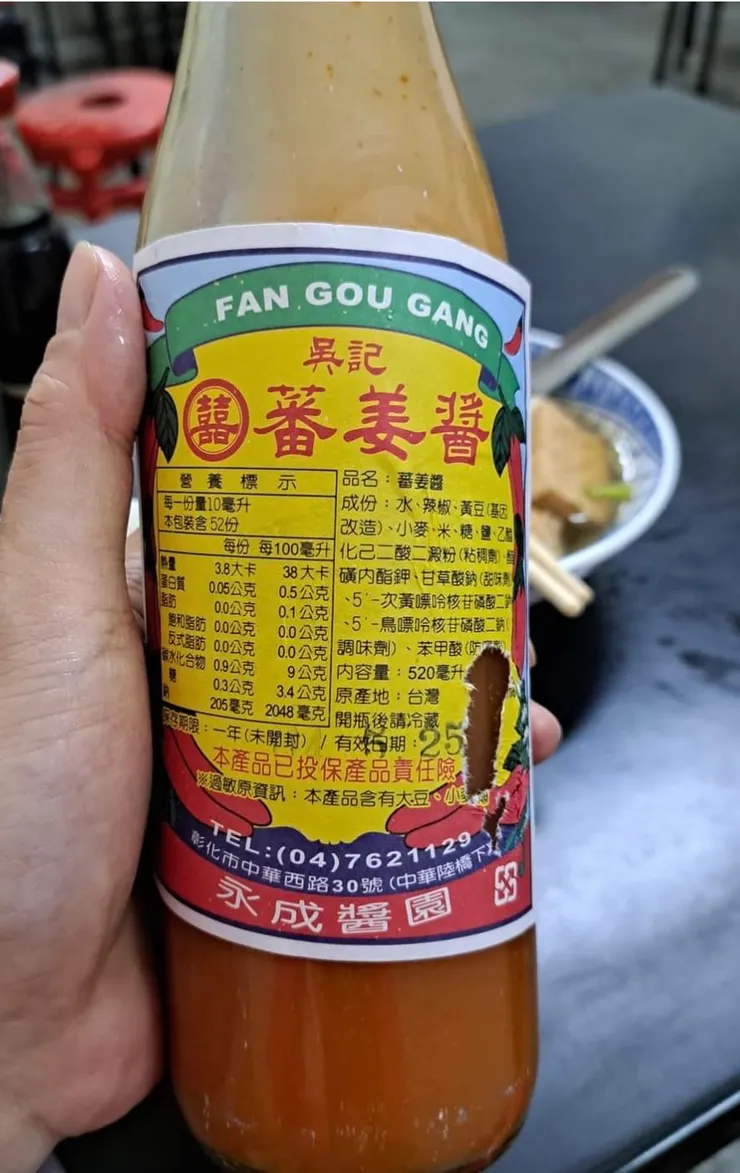 FAN GOU GANG
吳記
囍 蕃姜醬
營養標示
每一份量10毫升
本包裝含 52份
每份 每100毫升
熱量 3.8大卡 38大卡
蛋白質 0.05公克 0.5公克
脂肪 0.0公克 0.1公克
飽和脂肪 0.0公克 0.0公克
反式脂肪 0.0公克 0.0公克
碳水化合物 0.9公克 9公克
糖 0.3公克 3.4公克
鈉 205毫克 2048毫克
品名：蕃姜醬
成份：水、辣椒、黃豆(基因
改造)、小麥、米、糖、鹽、乙醯
化己二酸二澱粉(粘稠劑)、醋
磺內酯鉀、甘草酸鈉(甜味劑
、5'-次黃嘌呤核苷磷酸二鈉
、5'-鳥嘌呤核苷磷酸二鈉(
調味劑)、苯甲酸(防
內容量：520毫升
原產地：台灣
開瓶後請冷藏
保存期限：一年(未開封) / 有效日期：25
本產品已投保產品責任險
※過敏原資訊：本產品含有大豆、小麥
TEL:(04)7621129
彰化市中華西路30號(中華陸橋下
永成醬園